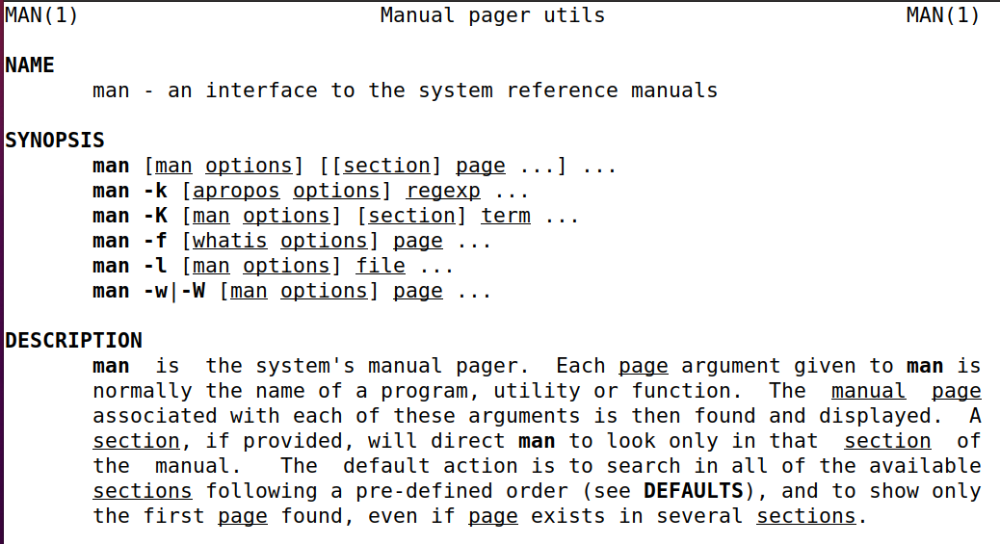 MAN(1)                        Manual pager utils                        MAN(1)
NAME
       man - an interface to the system reference manuals
SYNOPSIS
       man [man options] [[section] page ...] ...
       man -k [apropos options] regexp ...
       man -K [man options] [section] term ...
       man -f [whatis options] page ...
       man -l [man options] file ...
       man -w|-W [man options] page ...
DESCRIPTION
       man  is  the system's manual pager.  Each page argument given to man is
       normally the name of a program, utility or function.  The  manual  page
       associated with each of these arguments is then found and displayed.  A
       section, if provided, will direct man to look only in that  section  of
       the  manual.   The  default action is to search in all of the available
       sections following a pre-defined order (see DEFAULTS), and to show only
       the first page found, even if page exists in several sections.